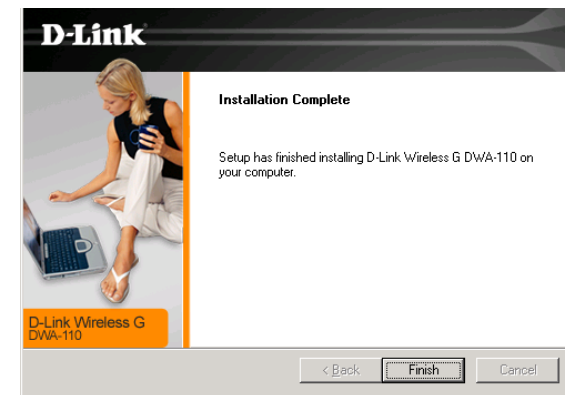 D-Link
Installation Complete
Setup has finished installing D-Link Wireless G DWA-110 on
your computer.
D-Link Wireless G
DWA-110
< Back
Finish
Cancel